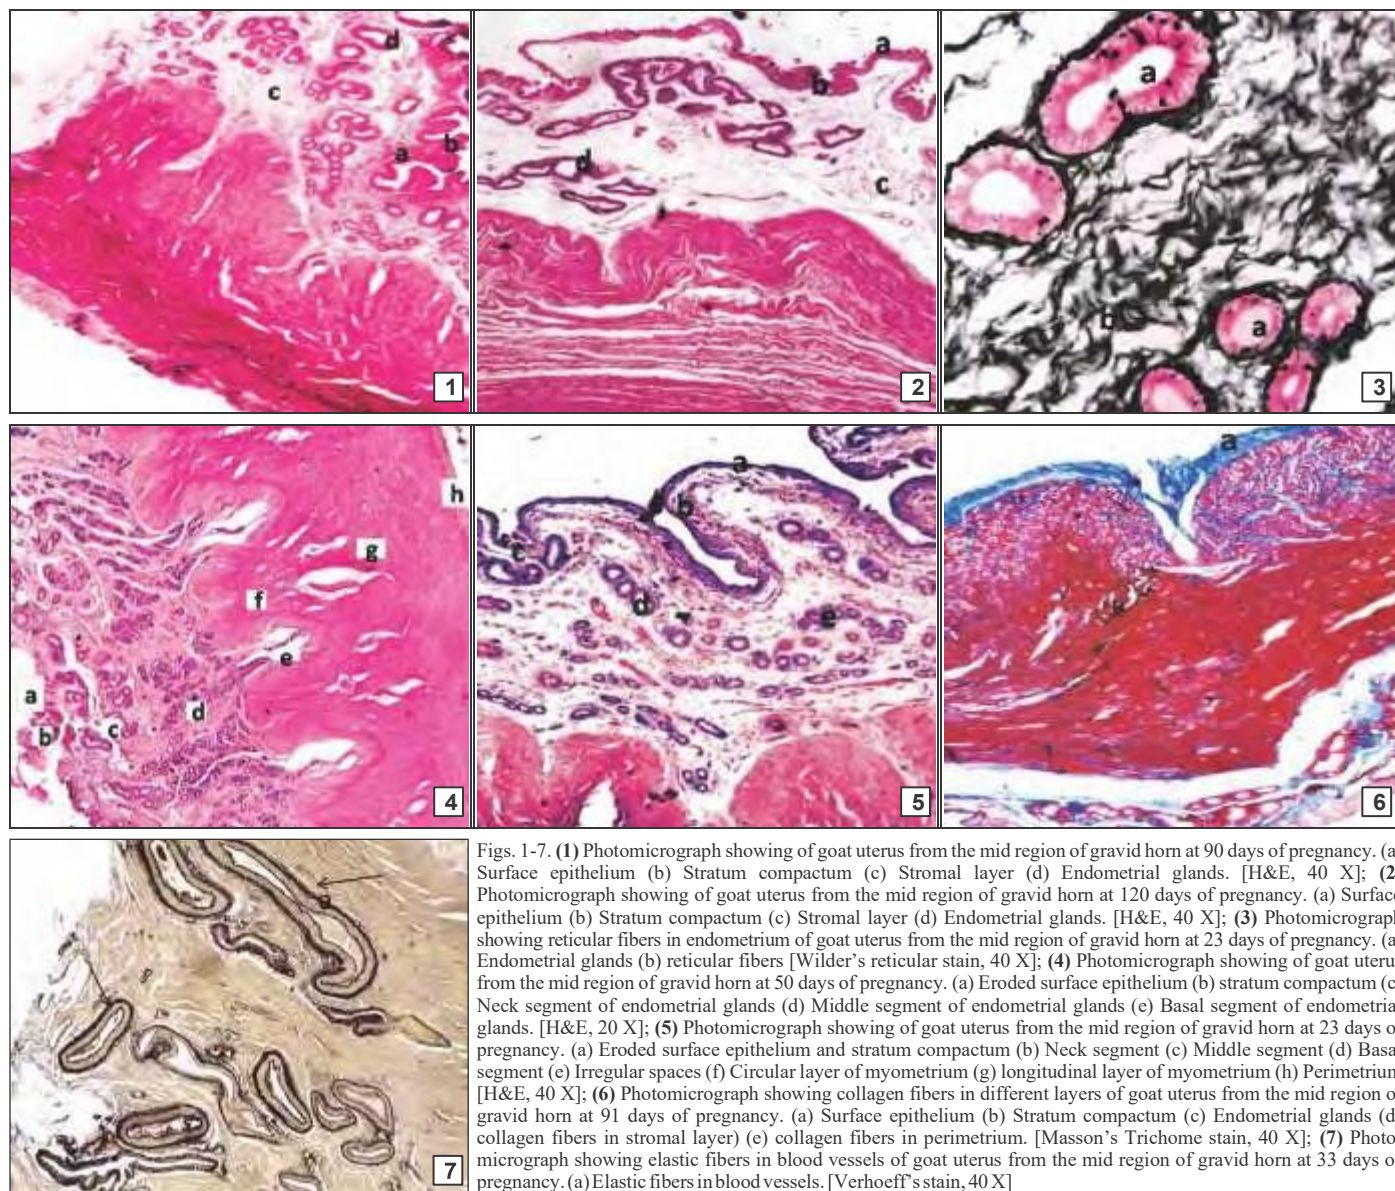 d
c
b
a
1
a
b
d
c
2
a
b
a
3
h
g
f
e
a
d
b
c
4
a
b
c
d
e
5
a
6
7
Figs. 1-7. (1) Photomicrograph showing of goat uterus from the mid region of gravid horn at 90 days of pregnancy. (a
Surface epithelium (b) Stratum compactum (c) Stromal layer (d) Endometrial glands. [H&E, 40 X]; (2
Photomicrograph showing of goat uterus from the mid region of gravid horn at 120 days of pregnancy. (a) Surface
epithelium (b) Stratum compactum (c) Stromal layer (d) Endometrial glands. [H&E, 40 X]; (3) Photomicrograph
showing reticular fibers in endometrium of goat uterus from the mid region of gravid horn at 23 days of pregnancy. (a
Endometrial glands (b) reticular fibers [Wilder's reticular stain, 40 X]; (4) Photomicrograph showing of goat uteru
from the mid region of gravid horn at 50 days of pregnancy. (a) Eroded surface epithelium (b) stratum compactum (c
Neck segment of endometrial glands (d) Middle segment of endometrial glands (e) Basal segment of endometria
glands. [H&E, 20 X]; (5) Photomicrograph showing of goat uterus from the mid region of gravid horn at 23 days o
pregnancy. (a) Eroded surface epithelium and stratum compactum (b) Neck segment (c) Middle segment (d) Basa
segment (e) Irregular spaces (f) Circular layer of myometrium (g) longitudinal layer of myometrium (h) Perimetrium
[H&E, 40 X]; (6) Photomicrograph showing collagen fibers in different layers of goat uterus from the mid region o
gravid horn at 91 days of pregnancy. (a) Surface epithelium (b) Stratum compactum (c) Endometrial glands (d
collagen fibers in stromal layer) (e) collagen fibers in perimetrium. [Masson's Trichome stain, 40 X]; (7) Photo
micrograph showing elastic fibers in blood vessels of goat uterus from the mid region of gravid horn at 33 days o
pregnancy. (a) Elastic fibers in blood vessels. [Verhoeff's stain, 40 X]